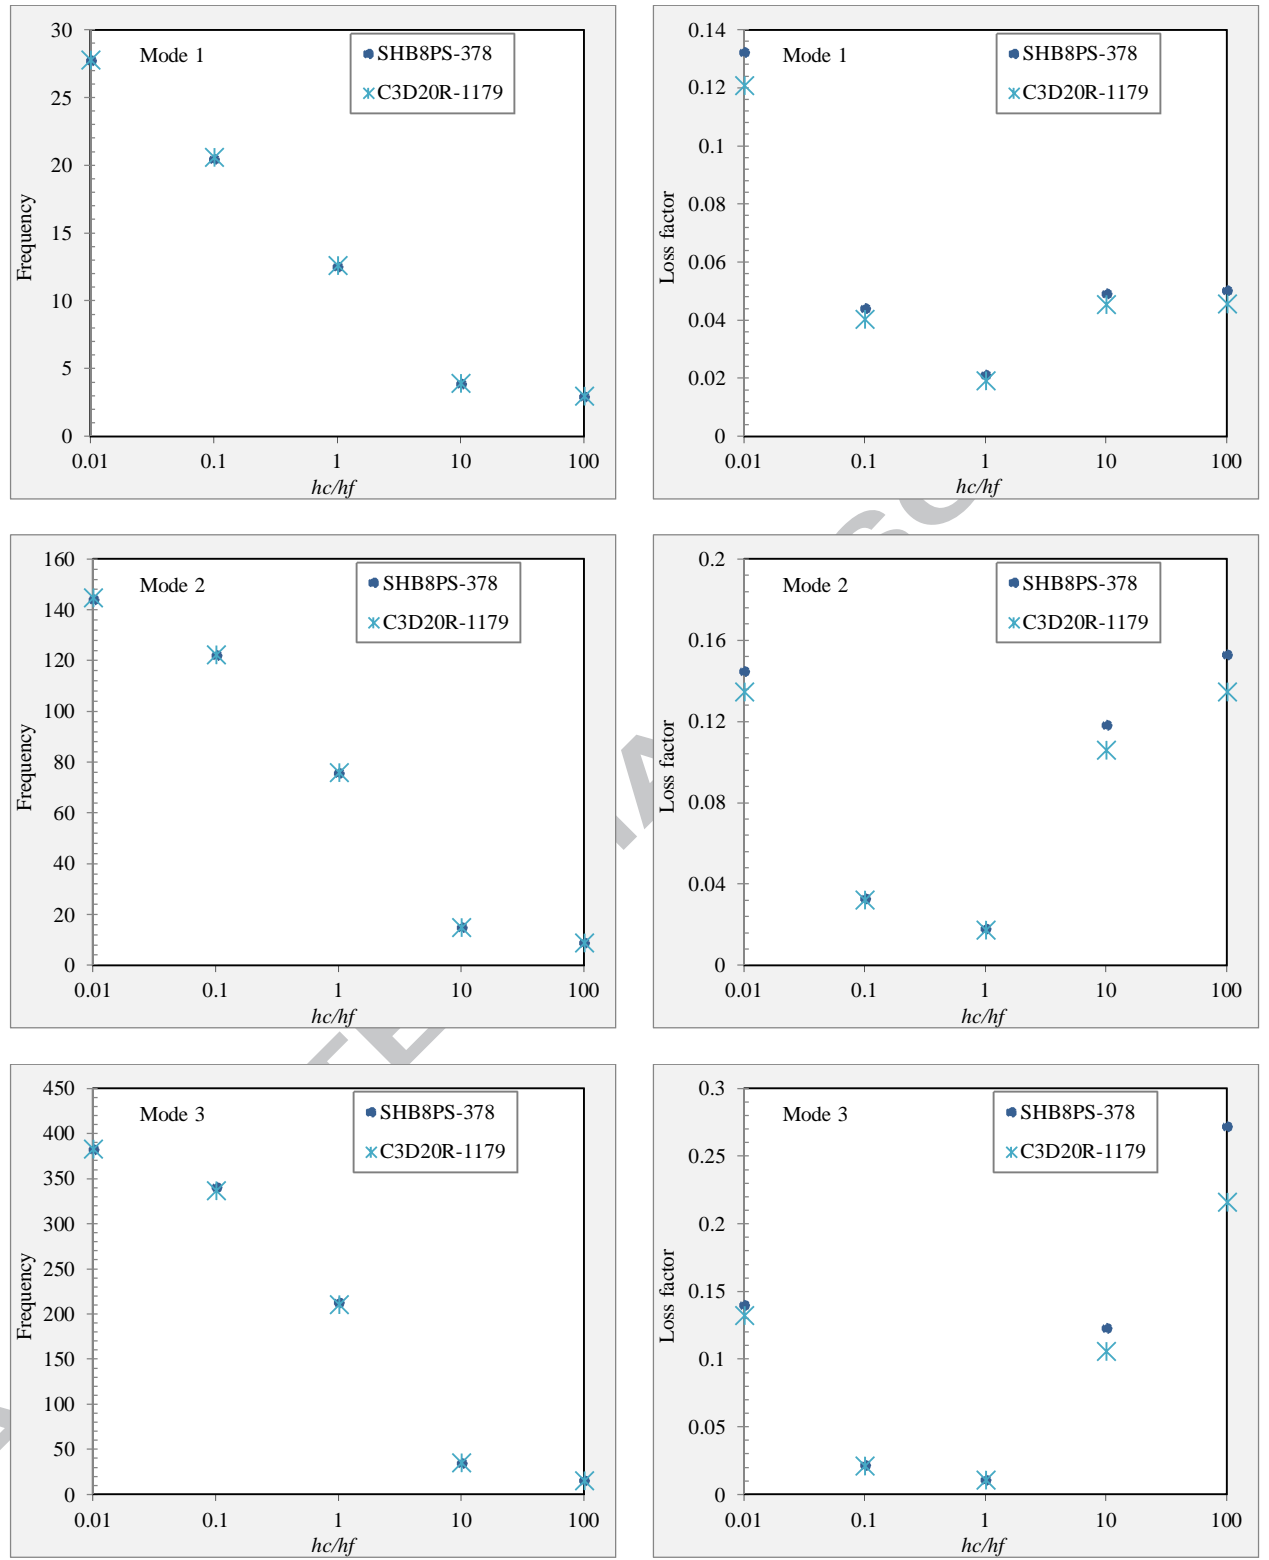 Mode 1
SHB8PS-378
C3D20R-1179
30
25
20
15
10
5
0
Frequency
0.01 0.1 1 10 100
hc/hf
Mode 1
SHB8PS-378
C3D20R-1179
0.14
0.12
0.1
0.08
0.06
0.04
0.02
0
Loss factor
0.01 0.1 1 10 100
hc/hf
Mode 2
SHB8PS-378
C3D20R-1179
160
140
120
100
80
60
40
20
0
Frequency
0.01 0.1 1 10 100
hc/hf
Mode 2
SHB8PS-378
C3D20R-1179
0.2
0.16
0.12
0.08
0.04
0
Loss factor
0.01 0.1 1 10 100
hc/hf
Mode 3
SHB8PS-378
C3D20R-1179
450
400
350
300
250
200
150
100
50
0
Frequency
0.01 0.1 1 10 100
hc/hf
Mode 3
SHB8PS-378
C3D20R-1179
0.3
0.25
0.2
0.15
0.1
0.05
0
Loss factor
0.01 0.1 1 10 100
hc/hf